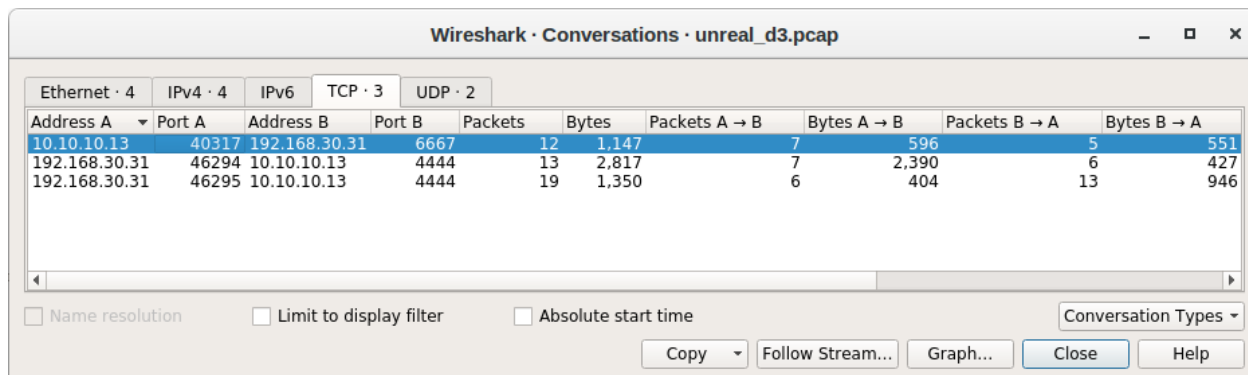 Wireshark · Conversations · unreal_d3.pcap
Ethernet · 4 IPv4 · 4 IPv6 TCP · 3 UDP · 2
Address A Port A Address B Port B Packets Bytes Packets A → B Bytes A → B Packets B → A Bytes B → A
10.10.10.13 40317 192.168.30.31 6667 12 1,147 7 596 5 551
192.168.30.31 46294 10.10.10.13 4444 13 2,817 7 2,390 6 427
192.168.30.31 46295 10.10.10.13 4444 19 1,350 6 404 13 946
Name resolution Limit to display filter Absolute start time Conversation Types
Copy Follow Stream... Graph... Close Help